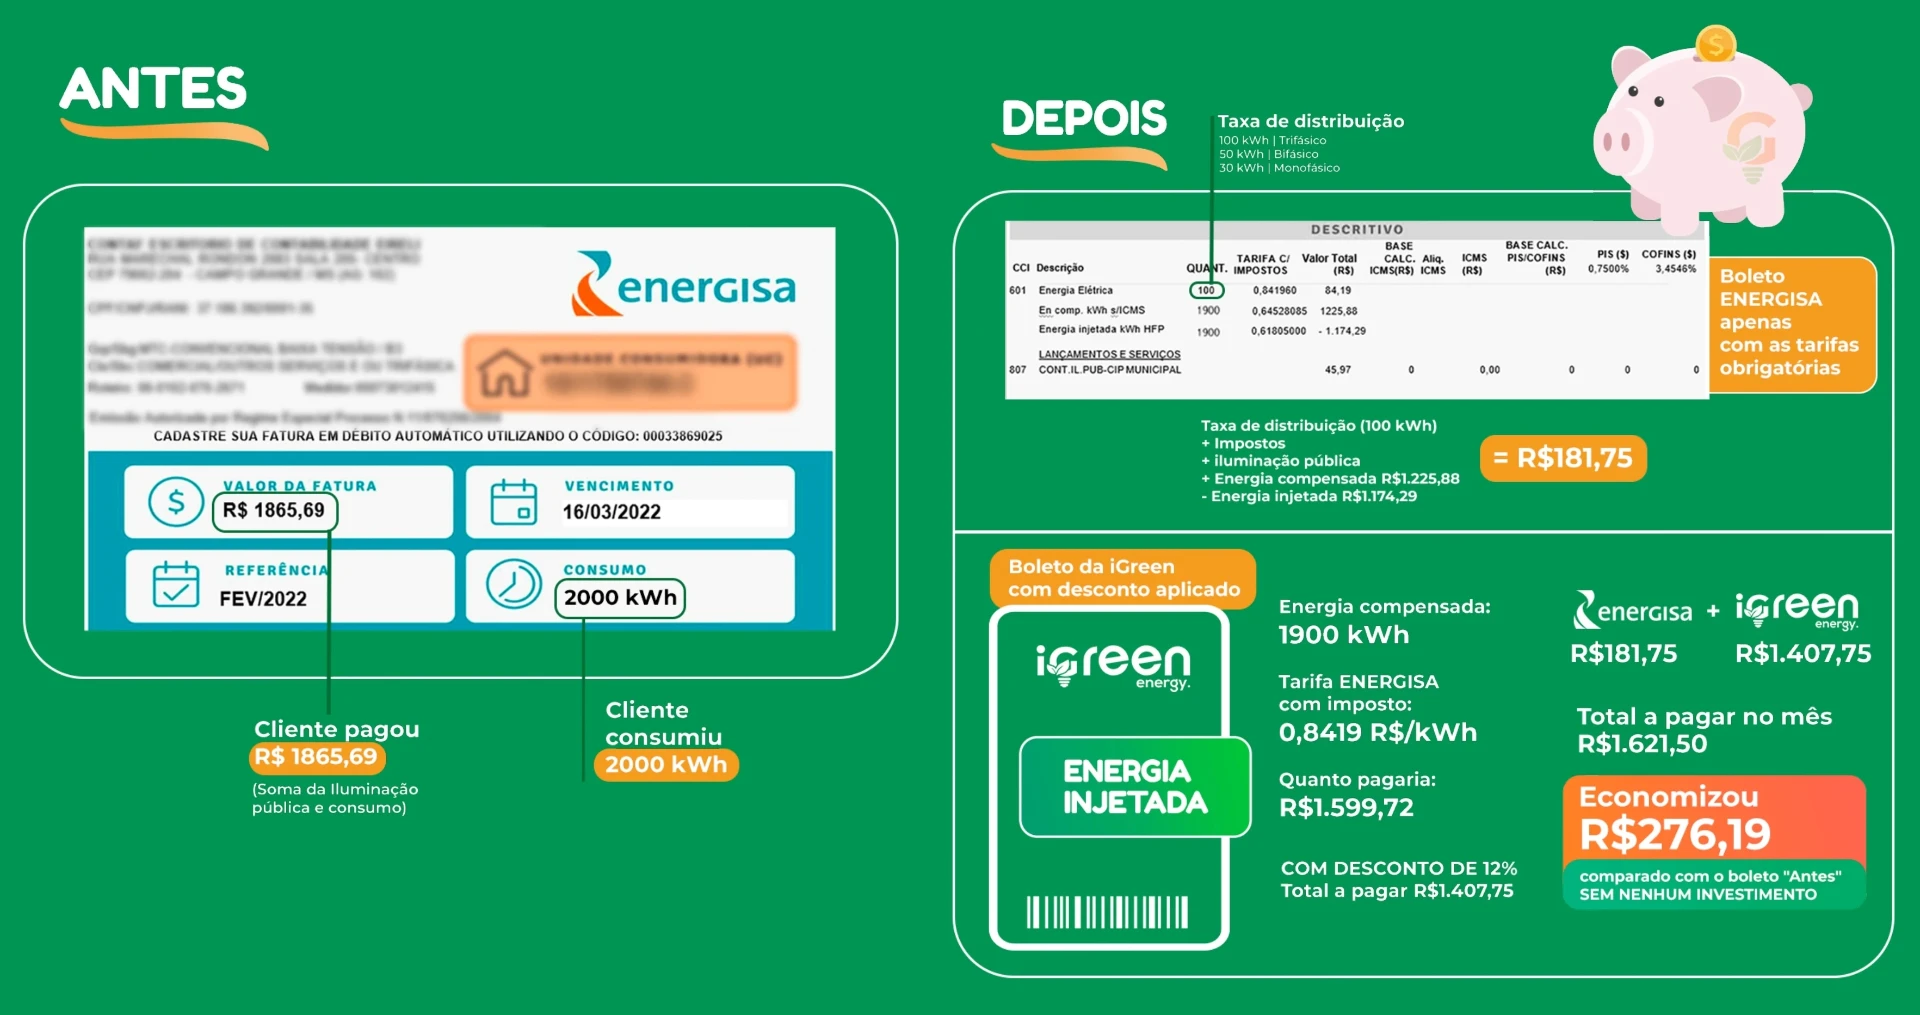 ANTES
energisa
CADASTRE SUA FATURA EM DÉBITO AUTOMÁTICO UTILIZANDO O CÓDIGO: 00033869025
VALOR DA FATURA
R$ 1865,69
VENCIMENTO
16/03/2022
REFERÊNCIA
FEV/2022
CONSUMO
2000 kWh
Cliente pagou
R$ 1865,69
(Soma da Iluminação
pública e consumo)
Cliente
consumiu
2000 kWh
DEPOIS
Taxa de distribuição
100 kWh | Trifásico
50 kWh | Bifásico
30 kWh | Monofásico
DESCRITIVO
CCI Descrição QUANT. TARIFA C/ IMPOSTOS Valor Total (R$) BASE CALC. ICMS(R$) Aliq. ICMS ICMS (R$) BASE CALC. PIS/COFINS (R$) PIS ($) 0,7500% COFINS ($) 3,4546%
601 Energia Elétrica 100 0,841960 84,19
En comp. kWh s/ICMS 1900 0,64528085 1225,88
Energia injetada kWh HFP 1900 0,61805000 - 1.174,29
LANÇAMENTOS E SERVIÇOS
807 CONT.IL.PUB-CIP MUNICIPAL 45,97 0 0,00 0 0 0
Boleto
ENERGISA
apenas
com as tarifas
obrigatórias
Taxa de distribuição (100 kWh)
+ Impostos
+ iluminação pública
+ Energia compensada R$1.225,88
- Energia injetada R$1.174,29
= R$181,75
Boleto da iGreen
com desconto aplicado
iGreen
energy.
ENERGIA
INJETADA
Energia compensada:
1900 kWh
Tarifa ENERGISA
com imposto:
0,8419 R$/kWh
Quanto pagaria:
R$1.599,72
COM DESCONTO DE 12%
Total a pagar R$1.407,75
energisa + iGreen
energy.
R$181,75 R$1.407,75
Total a pagar no mês
R$1.621,50
Economizou
R$276,19
comparado com o boleto "Antes"
SEM NENHUM INVESTIMENTO